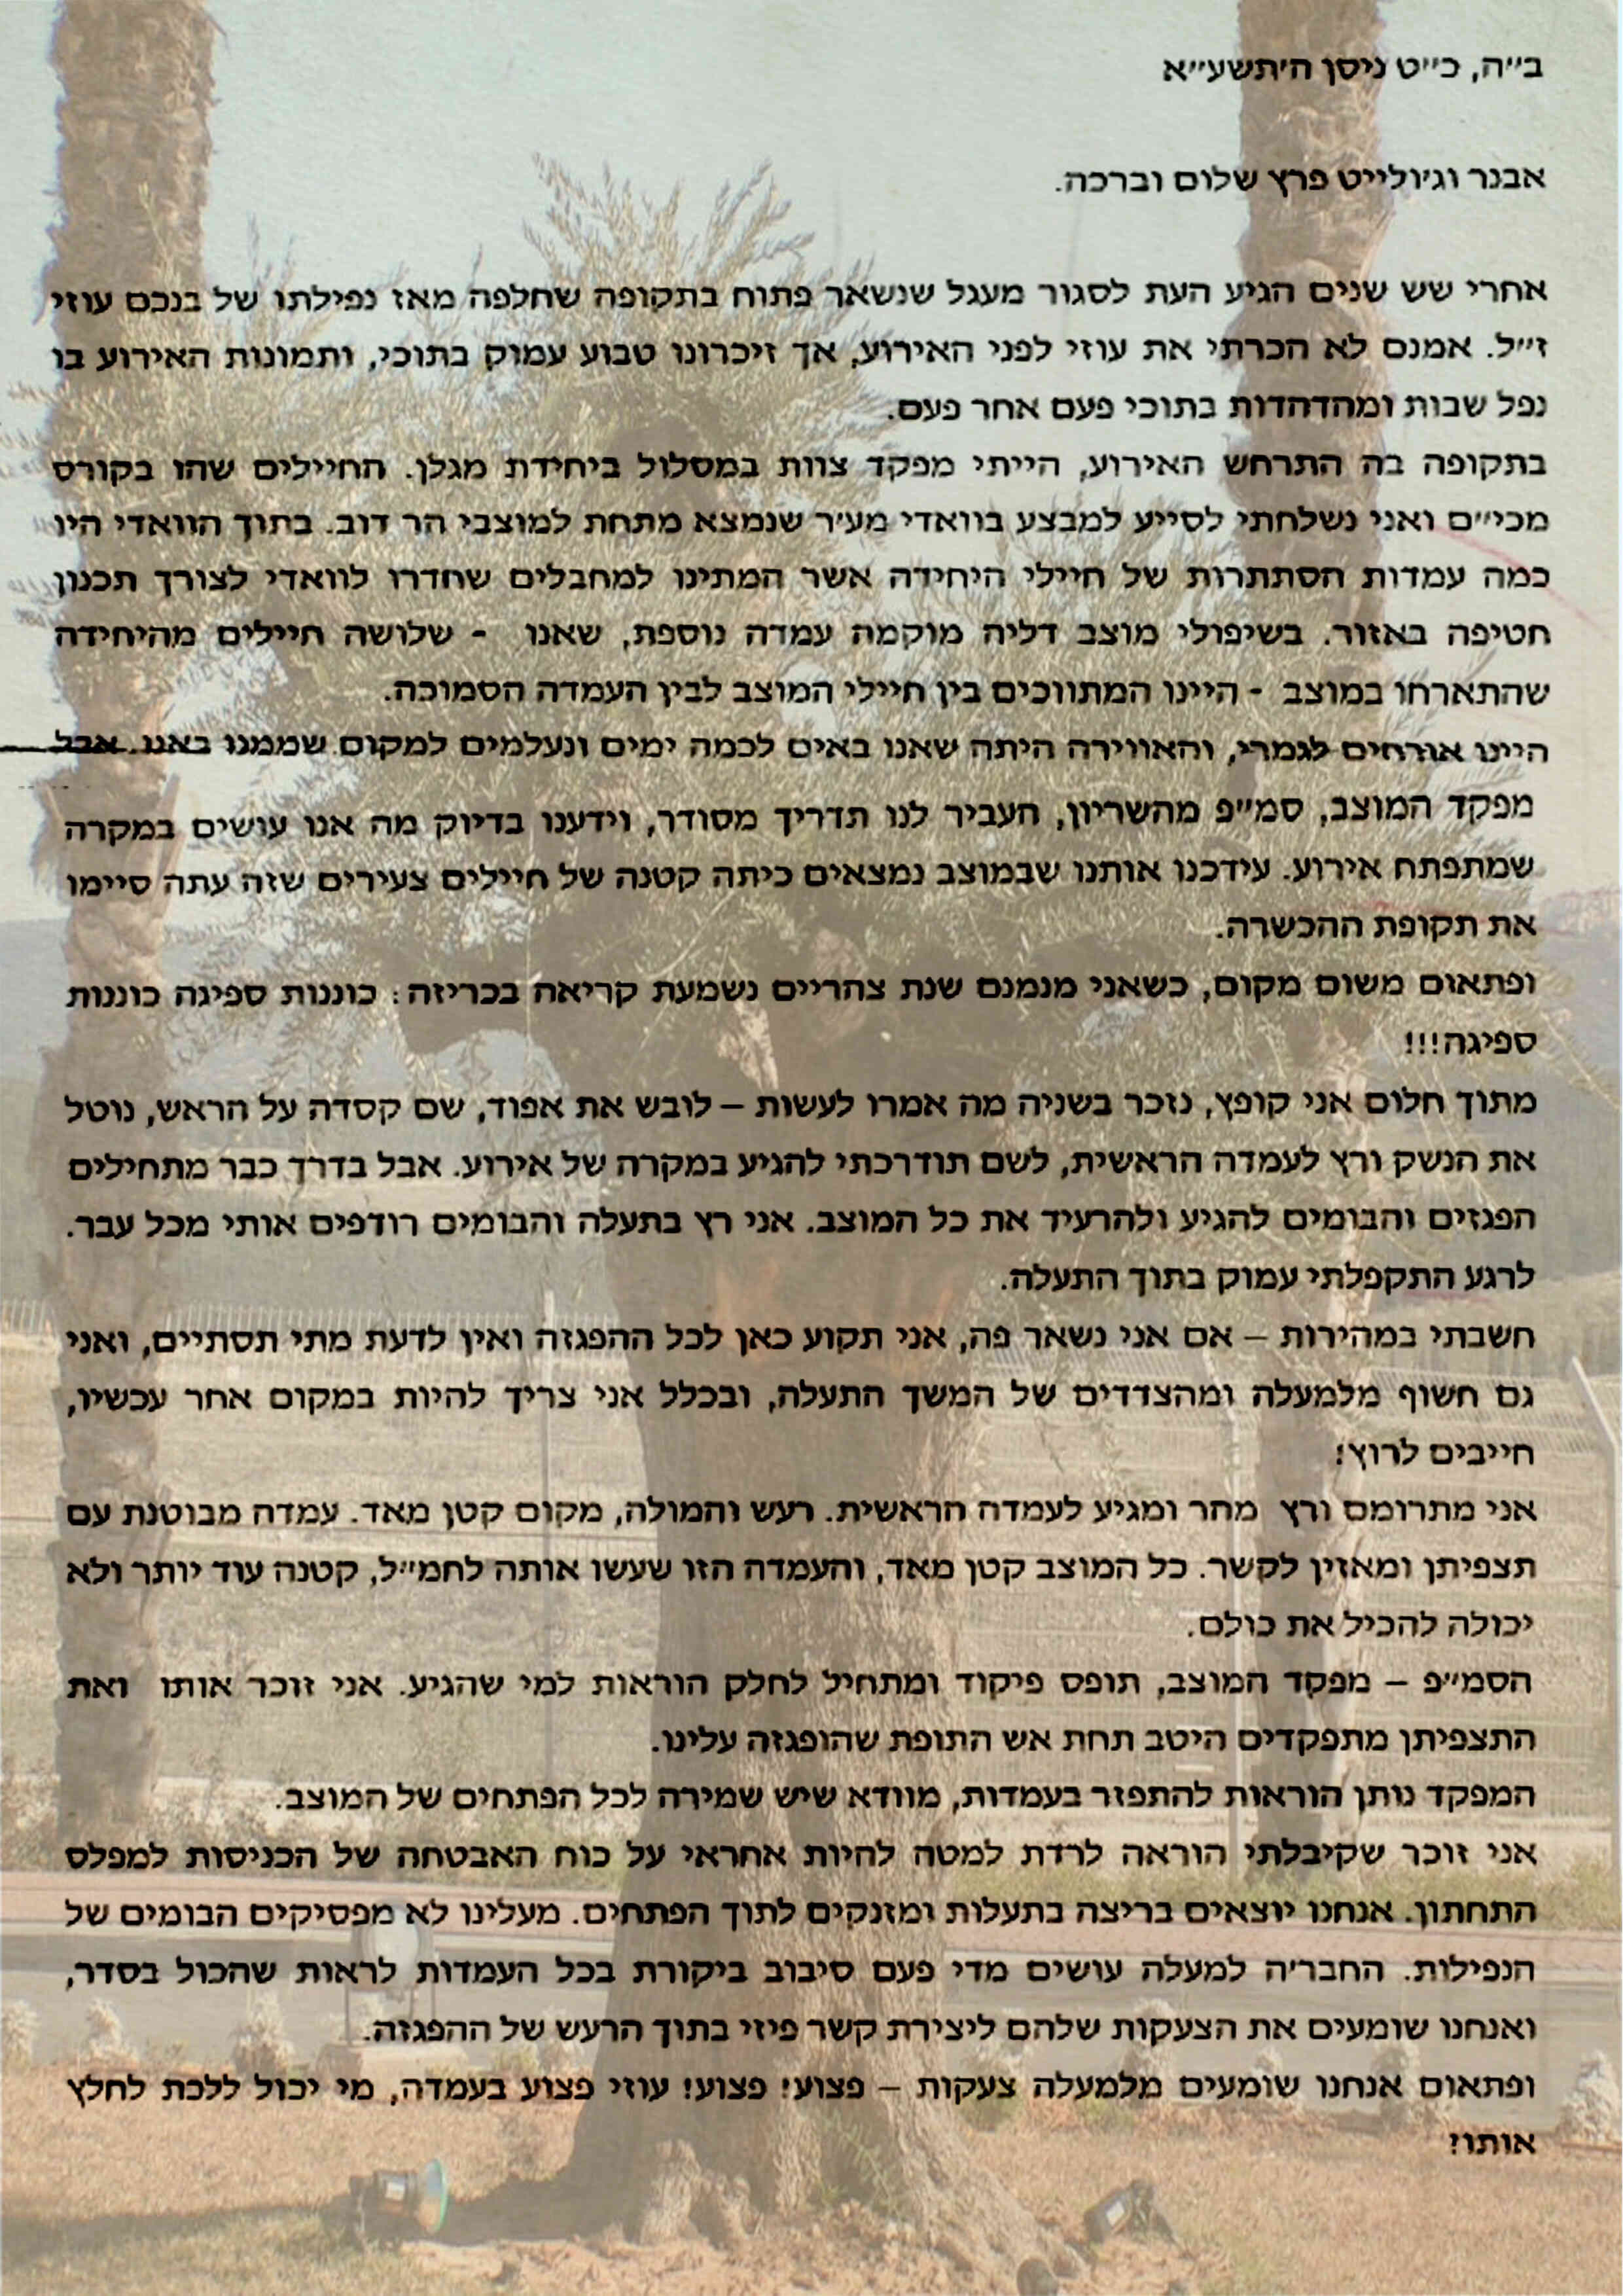 ב״ה, כ״ט ניסן ה׳תשע״א
אבנר וג׳ולייט פרץ שלום וברכה.
אחרי שש שנים הגיע העת לסגור מעגל שנשאר פתוח בתקופה שחלפה מאז נפילתו של בנכם עוזי
ז״ל. אמנם לא הכרתי את עוזי לפני האירוע, אך זיכרונו טבוע עמוק בתוכי, ותמונות האירוע בו
נפל שבות ומהדהדות בתוכי פעם אחר פעם.
בתקופה בה התרחש האירוע, הייתי מפקד צוות במסלול ביחידת מגלן. החיילים שהו בקורס
מכי״ם ואני נשלחתי לסייע למבצע בוואדי מע׳ר שנמצא מתחת למוצבי הר דוב. בתוך הוואדי היו
כמה עמדות הסתתרות של חיילי היחידה אשר המתינו למחבלים שחדרו לוואדי לצורך תכנון
חטיפה באזור. בשיפולי מוצב דליה מוקמה עמדה נוספת, שאנו - שלושה חיילים מהיחידה
שהתארחו במוצב - היינו המתווכים בין חיילי המוצב לבין העמדה הסמוכה.
היינו אורחים לגמרי, והאווירה היתה שאנו באים לכמה ימים ונעלמים למקום שממנו באנו. אבל
מפקד המוצב, סמ״פ מהשריון, העביר לנו תדריך מסודר, וידענו בדיוק מה אנו עושים במקרה
שמתפתח אירוע. עידכנו אותנו שבמוצב נמצאים כיתה קטנה של חיילים צעירים שזה עתה סיימו
את תקופת ההכשרה.
ופתאום משום מקום, כשאני מנמנם שנת צהריים נשמעת קריאה בכריזה: כוננות ספיגה כוננות
ספיגה!!!
מתוך חלום אני קופץ, נזכר בשניה מה אמרו לעשות – לובש את אפוד, שם קסדה על הראש, נוטל
את הנשק ורץ לעמדה הראשית, לשם תודרכתי להגיע במקרה של אירוע. אבל בדרך כבר מתחילים
הפגזים והבומים להגיע ולהרעיד את כל המוצב. אני רץ בתעלה והבומים רודפים אותי מכל עבר.
לרגע התקפלתי עמוק בתוך התעלה.
חשבתי במהירות – אם אני נשאר פה, אני תקוע כאן לכל ההפגזה ואין לדעת מתי תסתיים, ואני
גם חשוף מלמעלה ומהצדדים של המשך התעלה, ובכלל אני צריך להיות במקום אחר עכשיו,
חייבים לרוץ!
אני מתרומם ורץ מהר ומגיע לעמדה הראשית. רעש והמולה, מקום קטן מאד. עמדה מבוטנת עם
תצפיתן ומאזין לקשר. כל המוצב קטן מאד, והעמדה הזו שעשו אותה לחמ״ל, קטנה עוד יותר ולא
יכולה להכיל את כולם.
הסמ״פ – מפקד המוצב, תופס פיקוד ומתחיל לחלק הוראות למי שהגיע. אני זוכר אותו ואת
התצפיתן מתפקדים היטב תחת אש התופת שהופגזה עלינו.
המפקד נותן הוראות להתפזר בעמדות, מוודא שיש שמירה לכל הפתחים של המוצב.
אני זוכר שקיבלתי הוראה לרדת למטה להיות אחראי על כוח האבטחה של הכניסות למפלס
התחתון. אנחנו יוצאים בריצה בתעלות ומזנקים לתוך הפתחים. מעלינו לא מפסיקים הבומים של
הנפילות. החבר׳ה למעלה עושים מדי פעם סיבוב ביקורת בכל העמדות לראות שהכול בסדר,
ואנחנו שומעים את הצעקות שלהם ליצירת קשר פיזי בתוך הרעש של ההפגזה.
ופתאום אנחנו שומעים מלמעלה צעקות – פצוע! פצוע! עוזי פצוע בעמדה, מי יכול ללכת לחלץ
אותו?